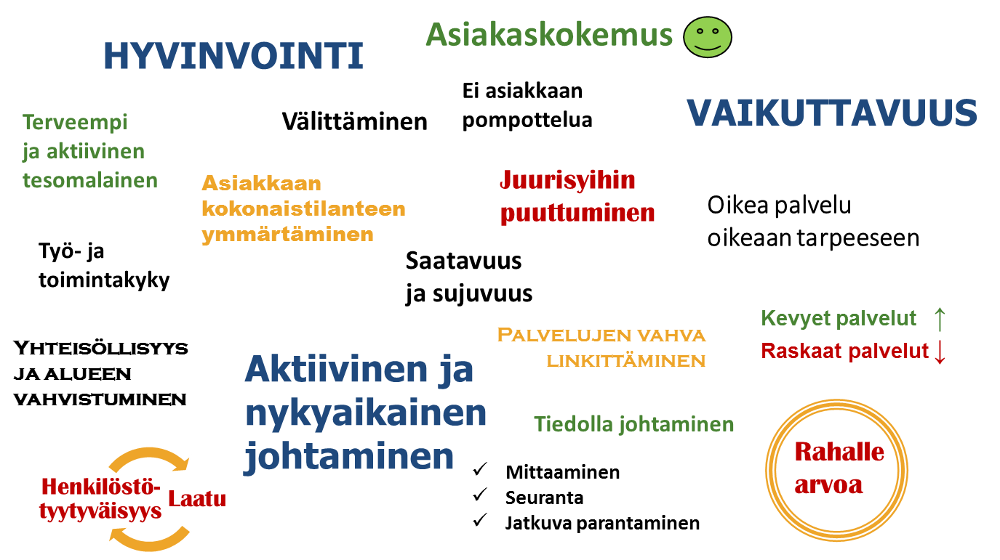 HYVINVOINTI
Asiakaskokemus
Ei asiakkaan
pompottelua
VAIKUTTAVUUS
Terveempi
ja aktiivinen
tesomalainen
Välittäminen
Asiakkaan
kokonaistilanteen
ymmärtäminen
Juurisyihin
puuttuminen
Oikea palvelu
oikeaan tarpeeseen
Työ- ja
toimintakyky
Saatavuus
ja sujuvuus
Kevyet palvelut ↑
Raskaat palvelut ↓
Palvelujen vahva
linkittäminen
Yhteisöllisyys
ja alueen
vahvistuminen
Aktiivinen ja
nykyaikainen
johtaminen
Tiedolla johtaminen
✓ Mittaaminen
✓ Seuranta
✓ Jatkuva parantaminen
Rahalle
arvoa
Henkilöstö-
tyytyväisyys
Laatu